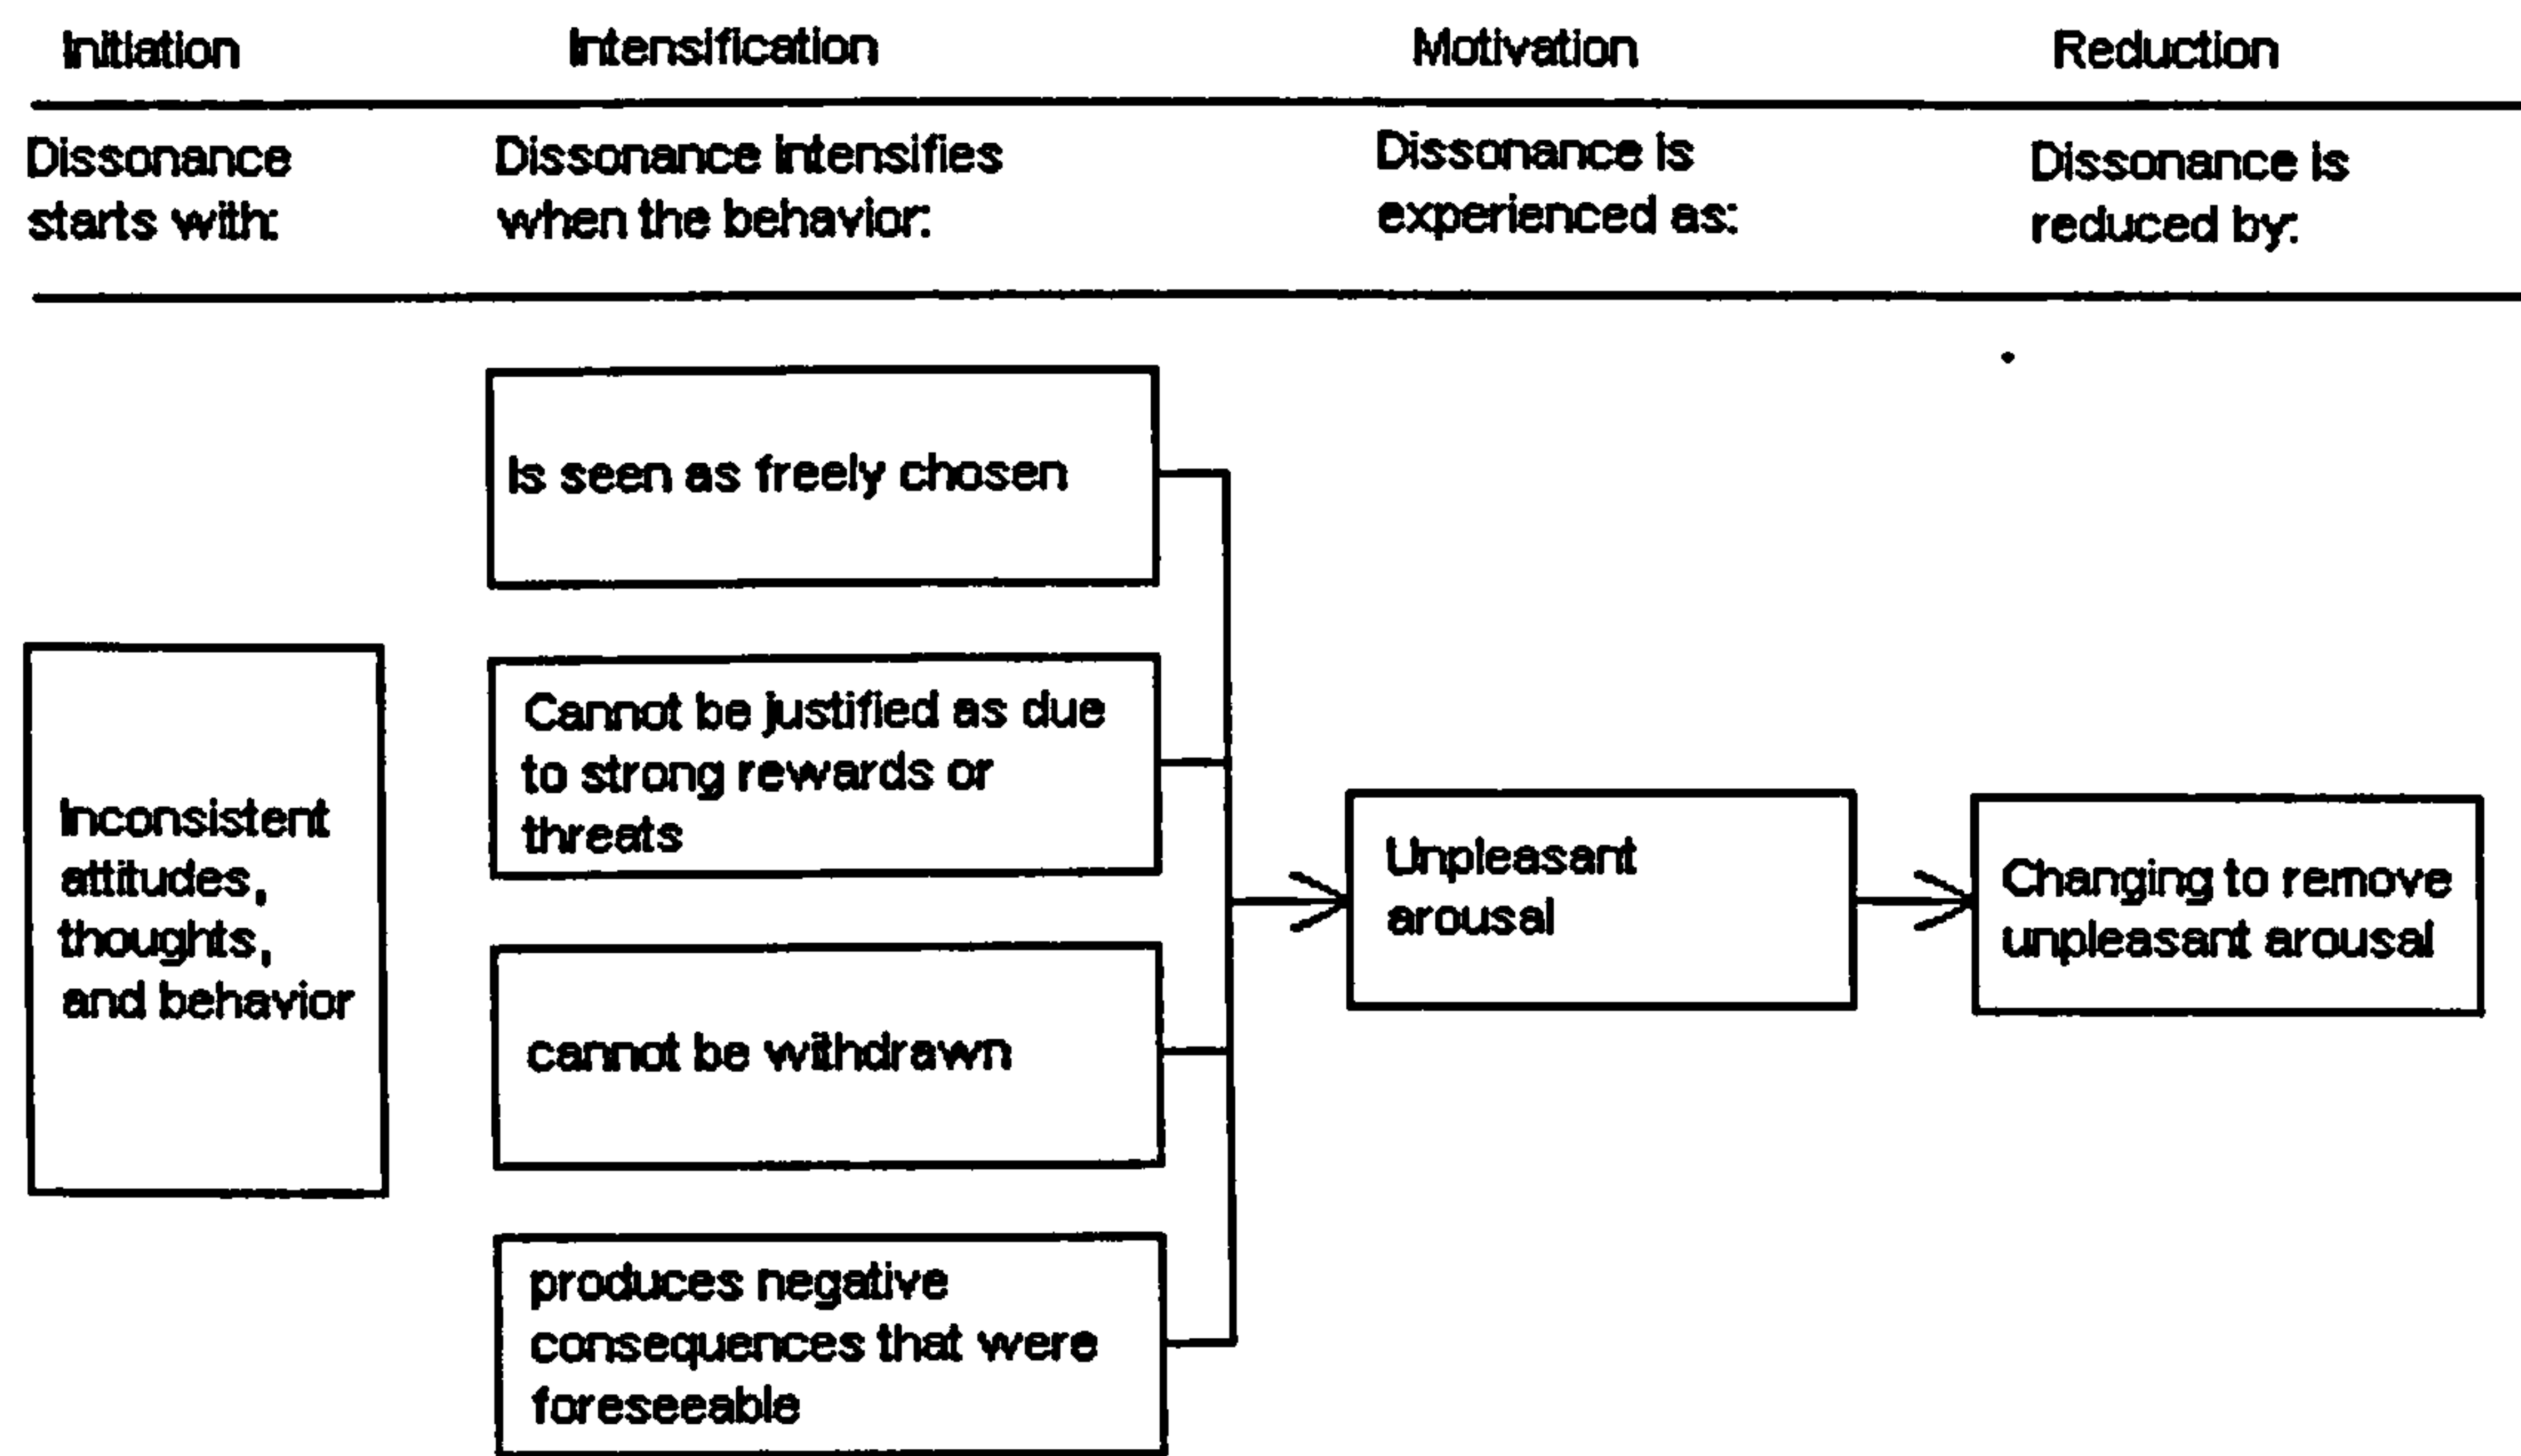 Initiation
Intensification
Motivation
Reduction
Dissonance
starts with:
Dissonance intensifies
when the behavior:
Dissonance is
experienced as:
Dissonance is
reduced by:
Inconsistent
attitudes,
thoughts,
and behavior
Is seen as freely chosen
Cannot be justified as due
to strong rewards or
threats
cannot be withdrawn
produces negative
consequences that were
foreseeable
Unpleasant
arousal
Changing to remove
unpleasant arousal